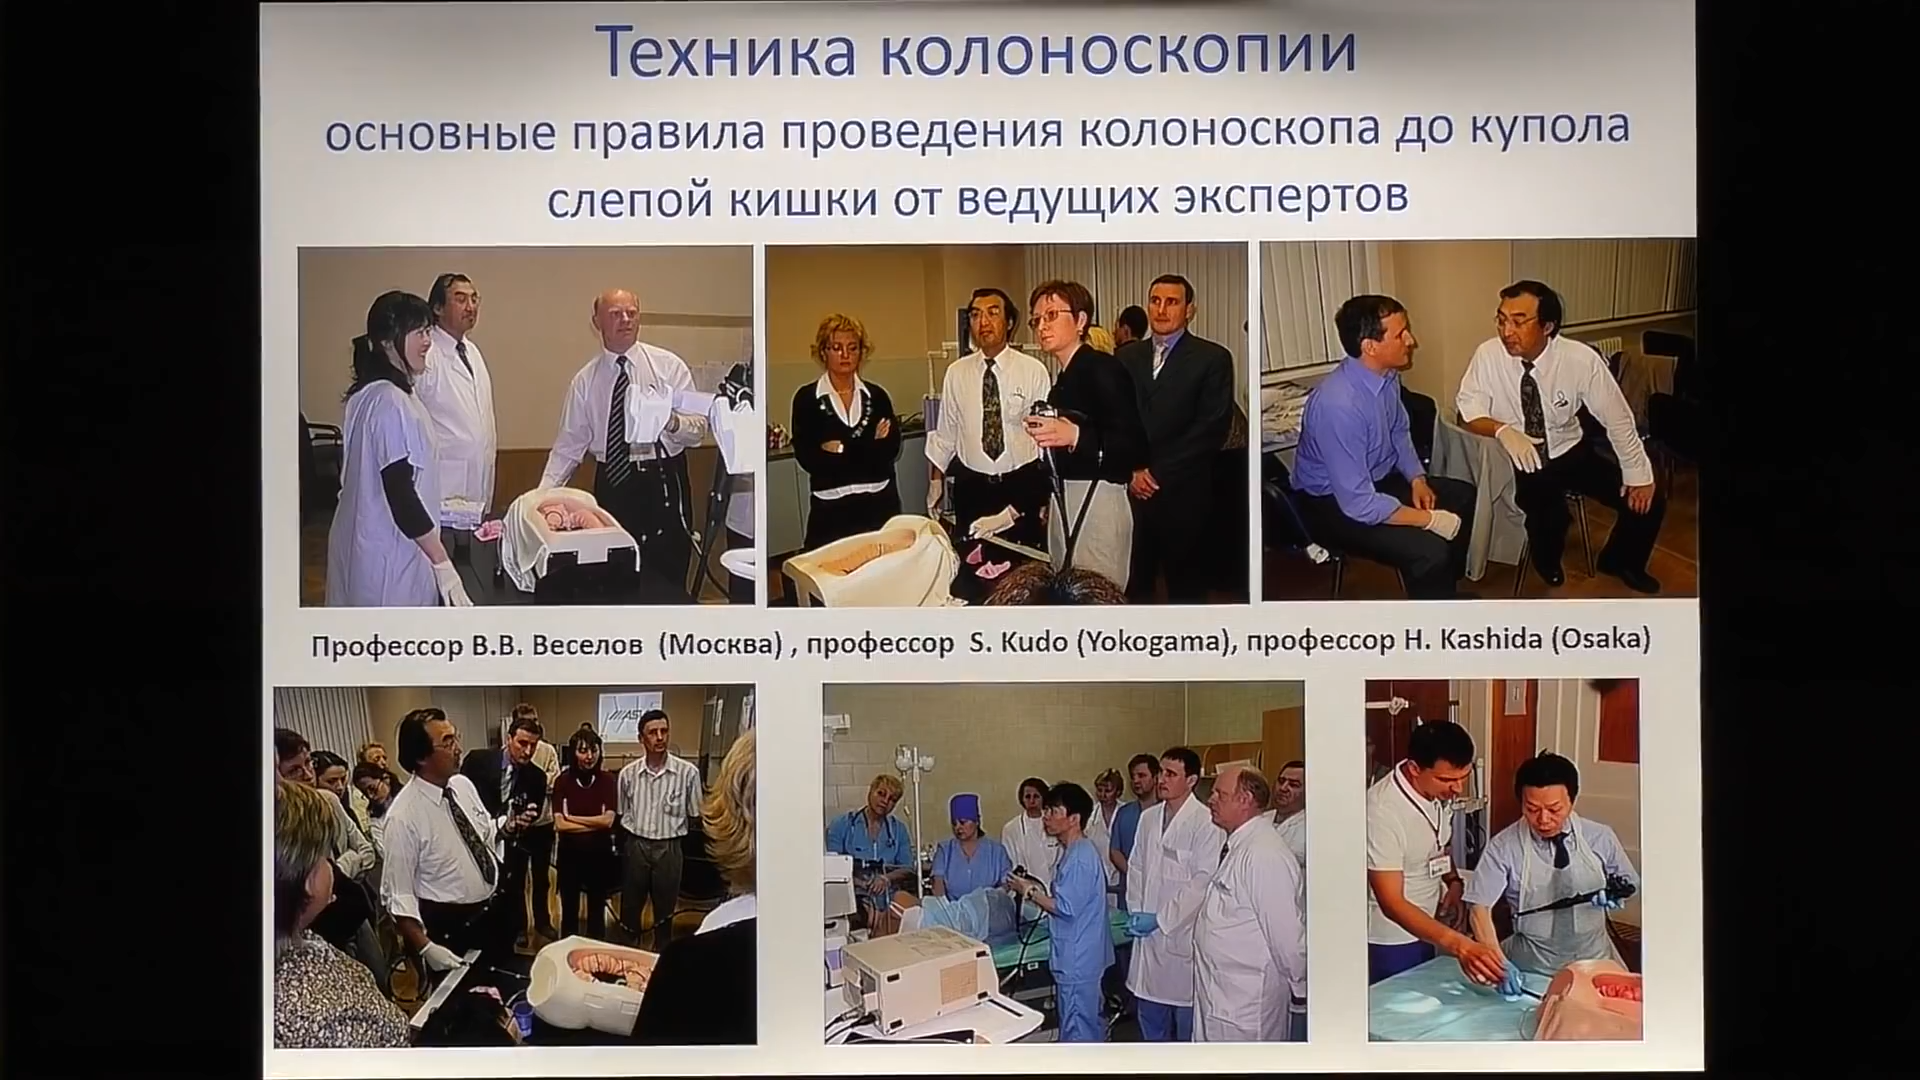 Техника колоноскопии
основные правила проведения колоноскопа до купола
слепой кишки от ведущих экспертов
Профессор В.В. Веселов (Москва) , профессор S. Kudo (Yokogama), профессор H. Kashida (Osaka)